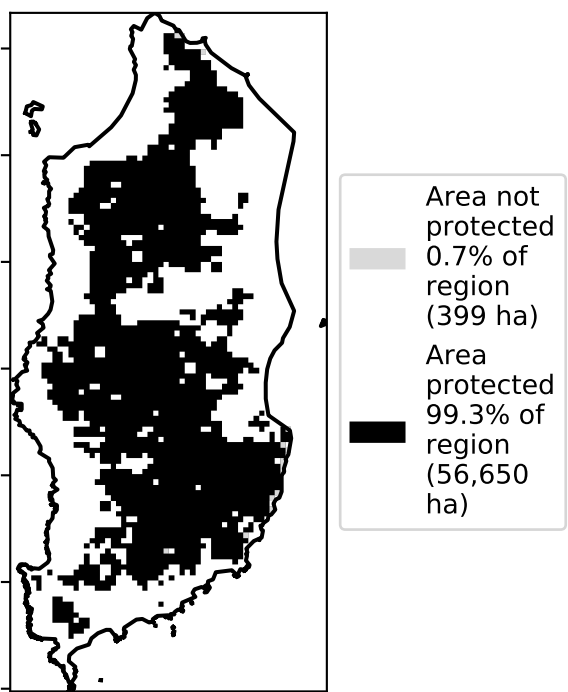 Area not
protected
0.7% of
region
(399 ha)
Area
protected
99.3% of
region
(56,650
ha)